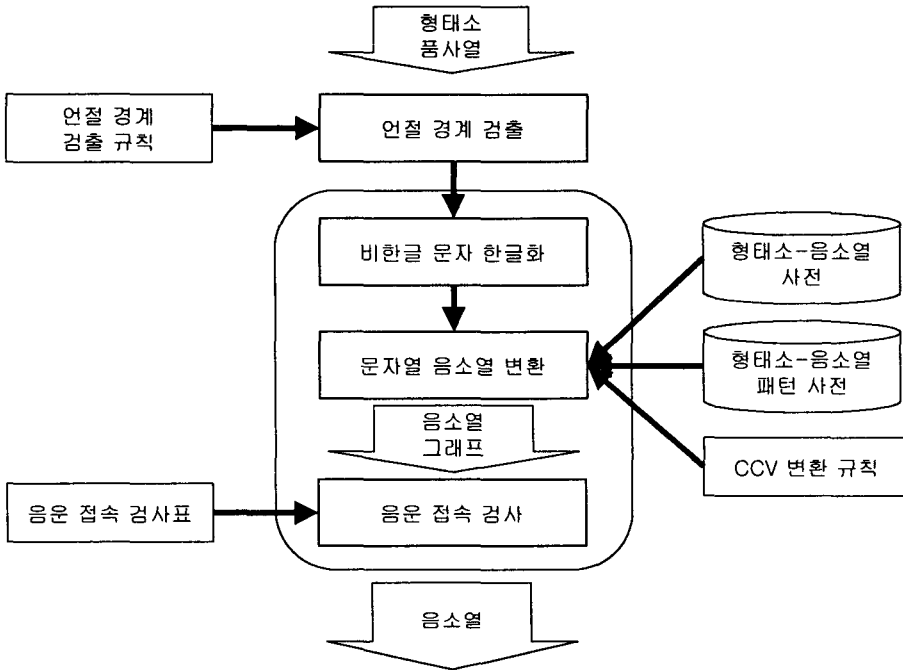 형태소
품사열
언절 경계
검출 규칙
언절 경계 검출
비한글 문자 한글화
형태소-음소열
사전
문자열 음소열 변환
형태소-음소열
패턴 사전
음소열
그래프
CCV 변환 규칙
음운 접속 검사표
음운 접속 검사
음소열